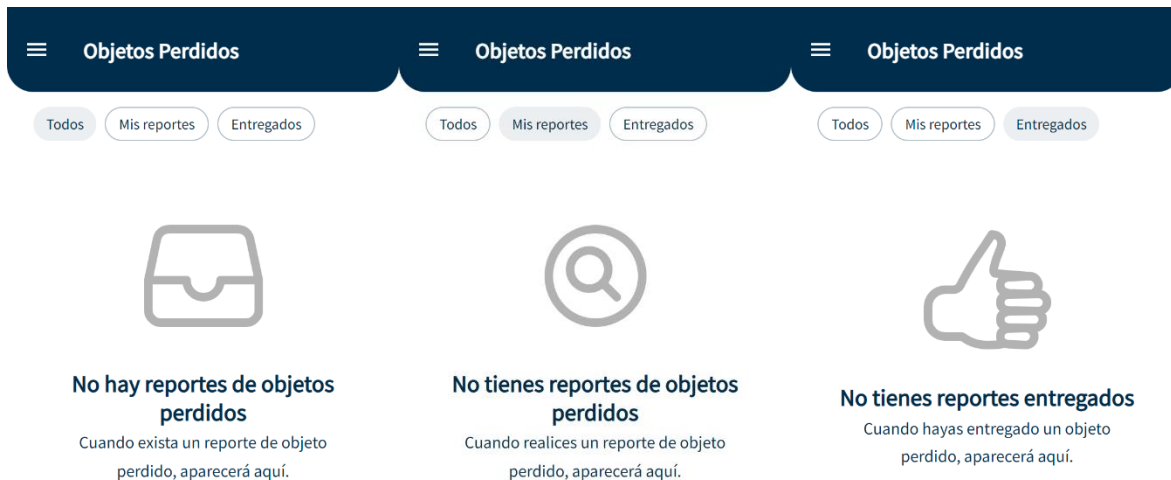 Objetos Perdidos
Todos
Mis reportes
Entregados
No hay reportes de objetos
perdidos
Cuando exista un reporte de objeto
perdido, aparecerá aquí.
Objetos Perdidos
Todos
Mis reportes
Entregados
No tienes reportes de objetos
perdidos
Cuando realices un reporte de objeto
perdido, aparecerá aquí.
Objetos Perdidos
Todos
Mis reportes
Entregados
No tienes reportes entregados
Cuando hayas entregado un objeto
perdido, aparecerá aquí.